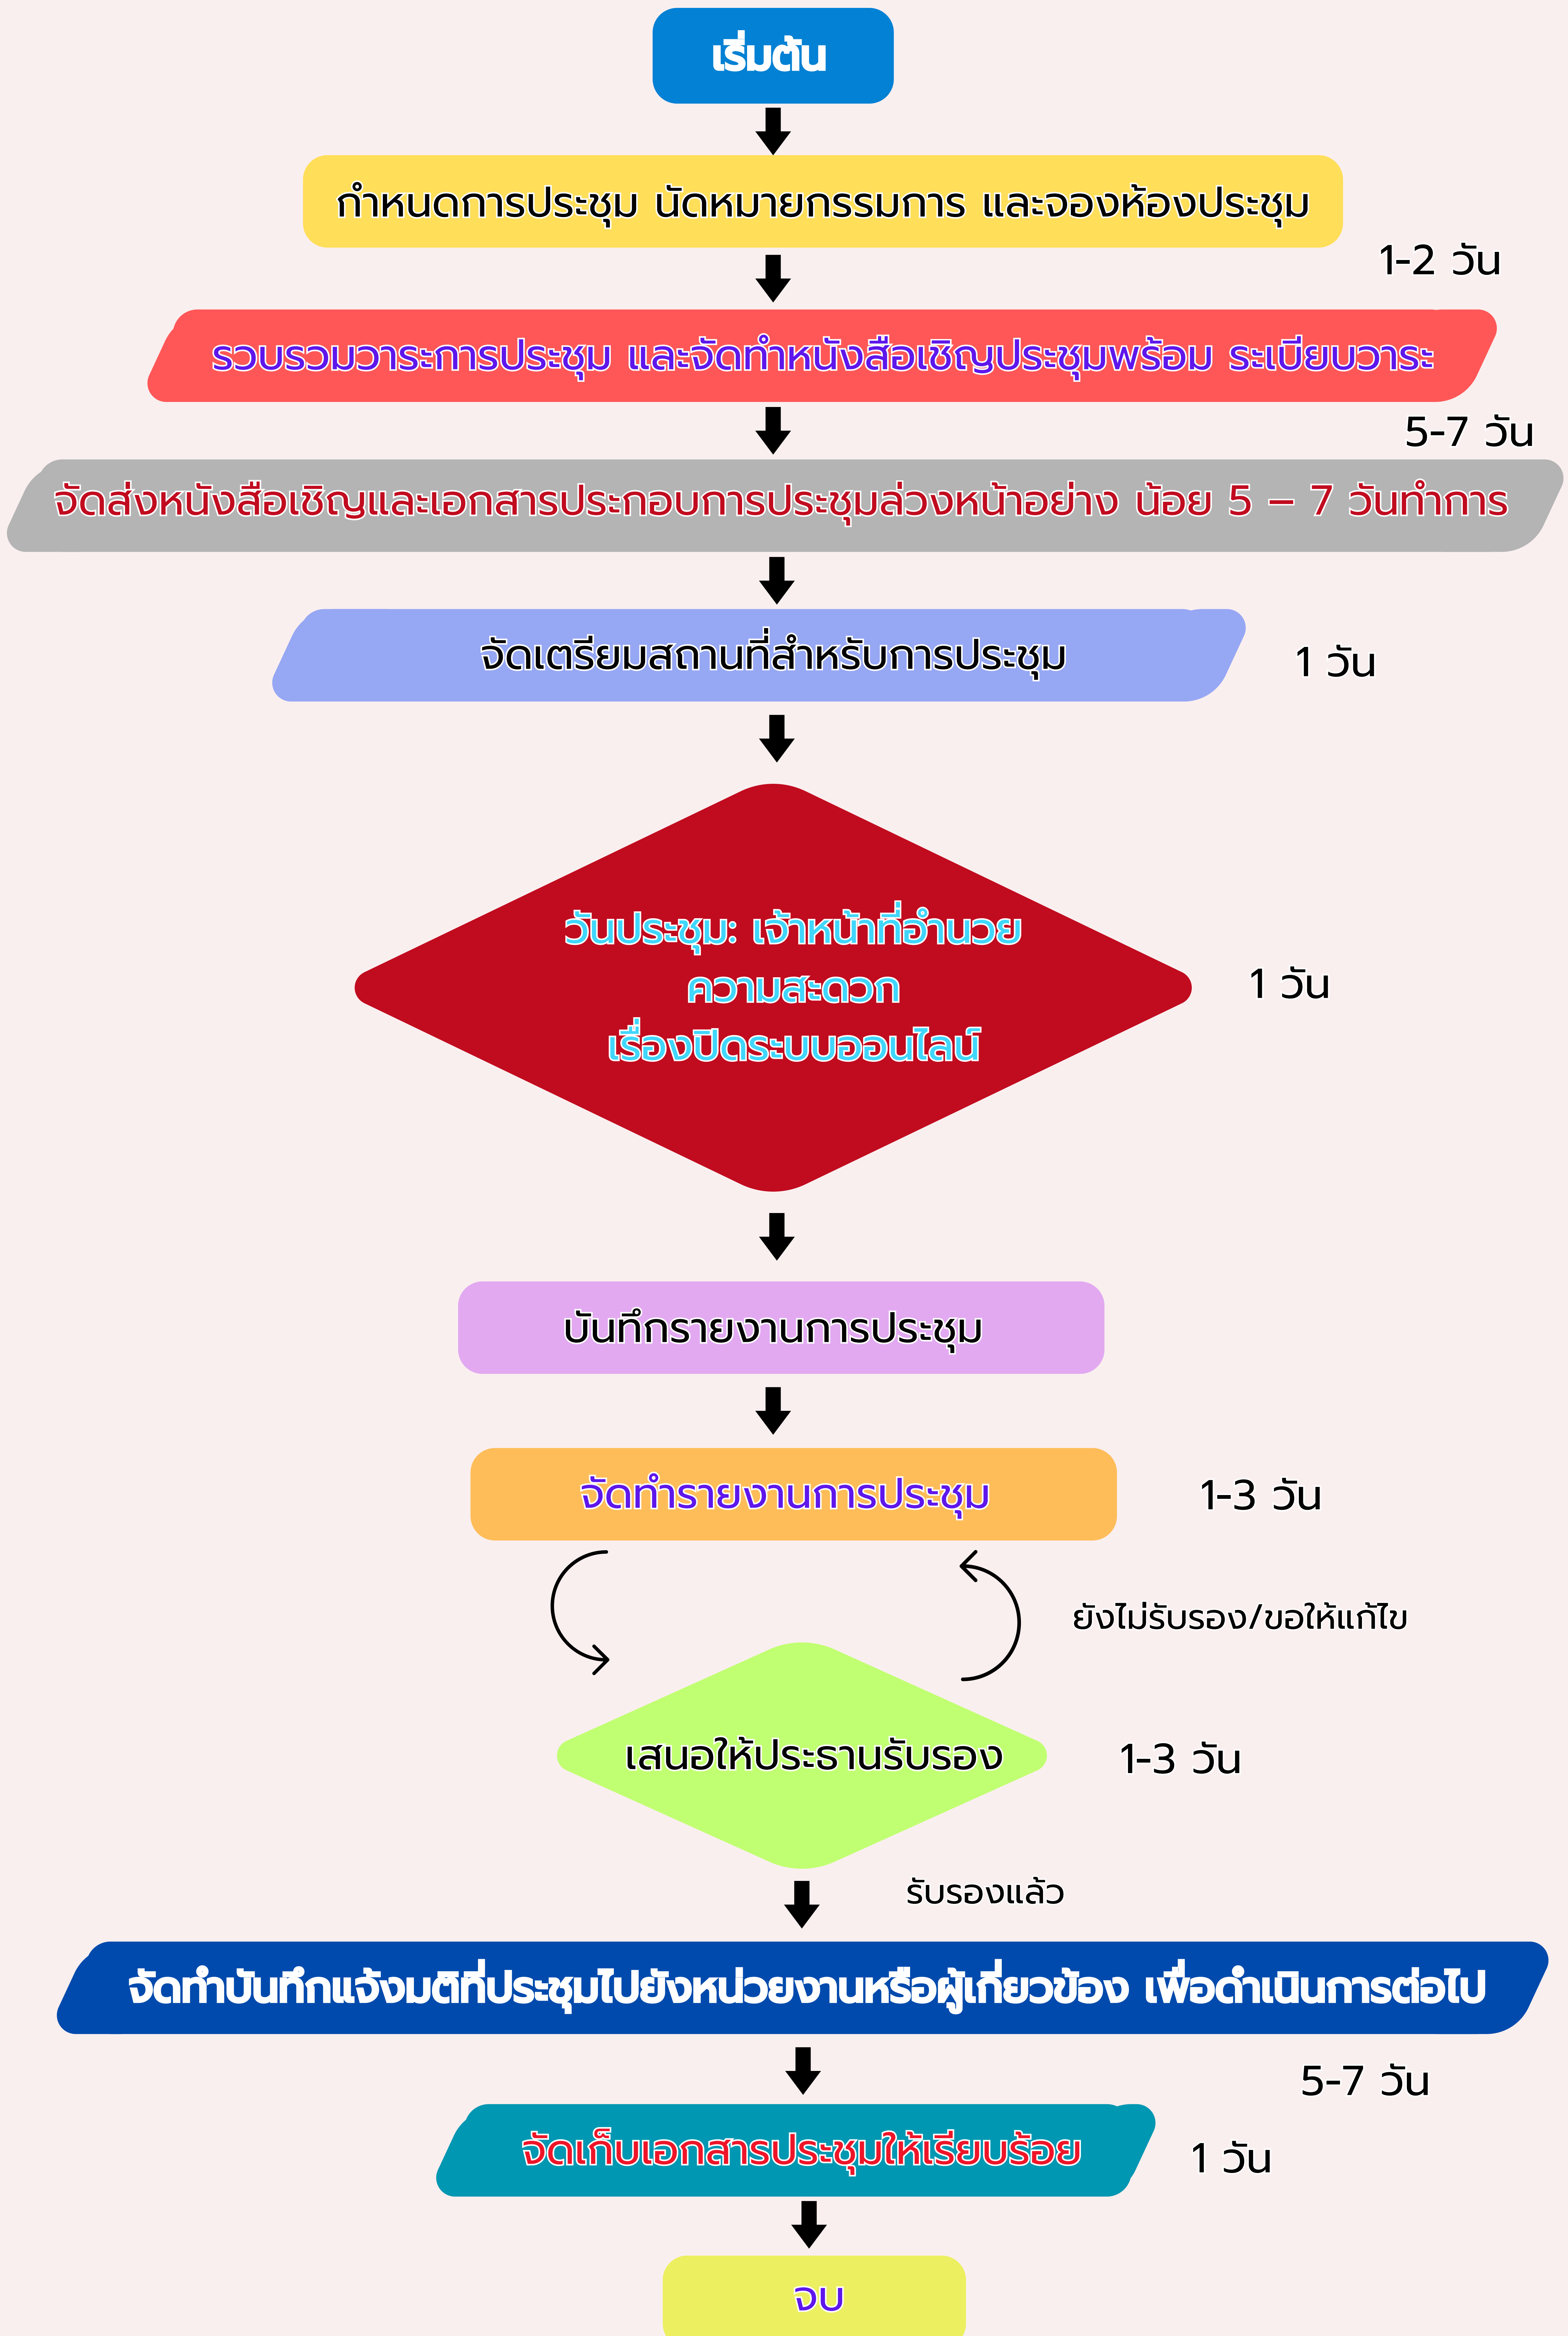 เริ่มต้น
กำหนดการประชุม นัดหมายกรรมการ และจองห้องประชุม
1-2 วัน
รวบรวมวาระการประชุม และจัดทำหนังสือเชิญประชุมพร้อม ระเบียบวาระ
5-7 วัน
จัดส่งหนังสือเชิญและเอกสารประกอบการประชุมล่วงหน้าอย่าง น้อย 5 – 7 วันทำการ
จัดเตรียมสถานที่สำหรับการประชุม
1 วัน
วันประชุม: เจ้าหน้าที่อำนวย
ความสะดวก
เรื่องปิดระบบออนไลน์
1 วัน
บันทึกรายงานการประชุม
จัดทำรายงานการประชุม
1-3 วัน
ยังไม่รับรอง/ขอให้แก้ไข
เสนอให้ประธานรับรอง
1-3 วัน
รับรองแล้ว
จัดทำบันทึกแจ้งมติที่ประชุมไปยังหน่วยงานหรือผู้เกี่ยวข้อง เพื่อดำเนินการต่อไป
5-7 วัน
จัดเก็บเอกสารประชุมให้เรียบร้อย
1 วัน
จบ